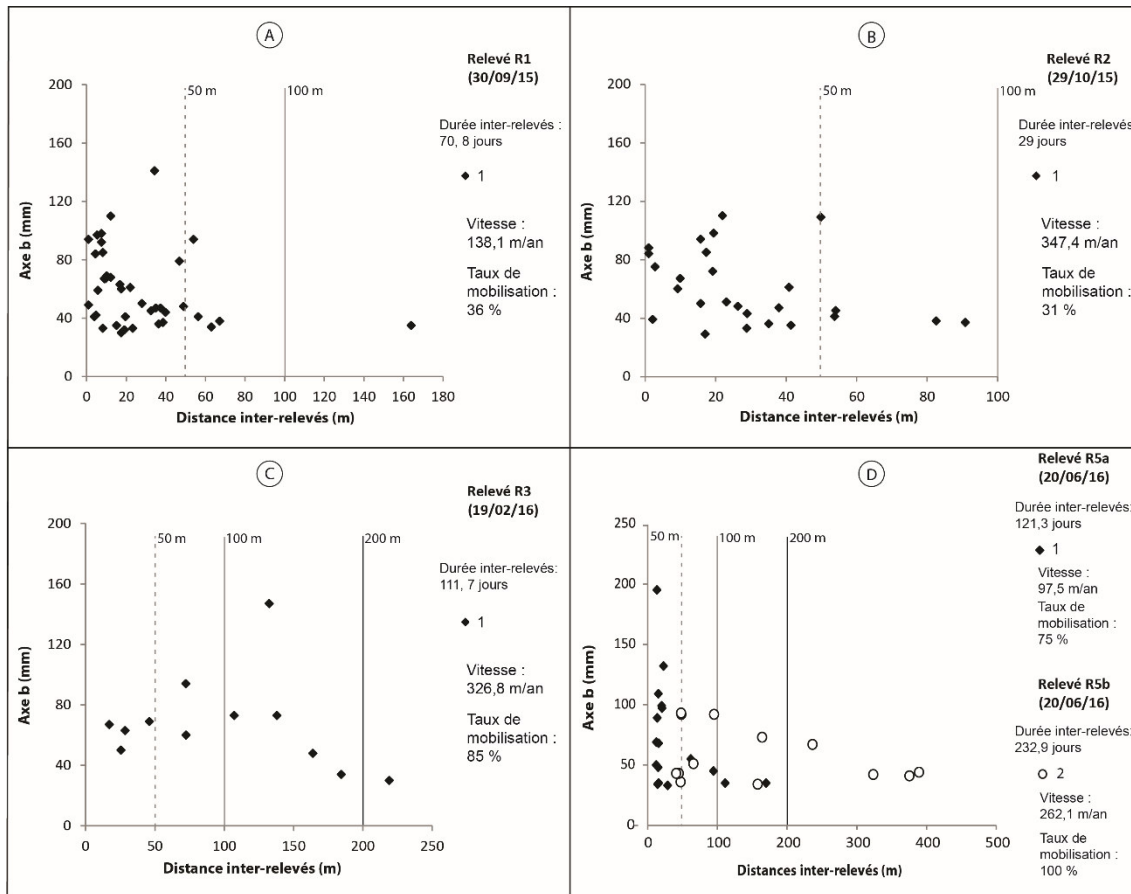 A
Relevé R1
(30/09/15)
200
160
120
80
40
0
Axe b (mm)
50 m
100 m
0 20 40 60 80 100 120 140 160 180
Distance inter-relevés (m)
Durée inter-relevés :
70, 8 jours
1
Vitesse :
138,1 m/an
Taux de
mobilisation :
36 %
B
Relevé R2
(29/10/15)
200
160
120
80
40
0
Axe b (mm)
50 m
100 m
0 20 40 60 80 100
Distance inter-relevés (m)
Durée inter-relevés:
29 jours
1
Vitesse :
347,4 m/an
Taux de
mobilisation :
31 %
C
Relevé R3
(19/02/16)
200
160
120
80
40
0
Axe b (mm)
50 m
100 m
200 m
0 50 100 150 200 250
Distance inter-relevés (m)
Durée inter-relevés:
111, 7 jours
1
Vitesse :
326,8 m/an
Taux de
mobilisation :
85 %
D
Relevé R5a
(20/06/16)
250
200
150
100
50
0
Axe b (mm)
50 m
100 m
200 m
0 100 200 300 400 500
Distances inter-relevés (m)
Durée inter-relevés:
121,3 jours
1
Vitesse :
97,5 m/an
Taux de
mobilisation :
75 %
Relevé R5b
(20/06/16)
Durée inter-relevés:
232,9 jours
2
Vitesse :
262,1 m/an
Taux de
mobilisation :
100 %